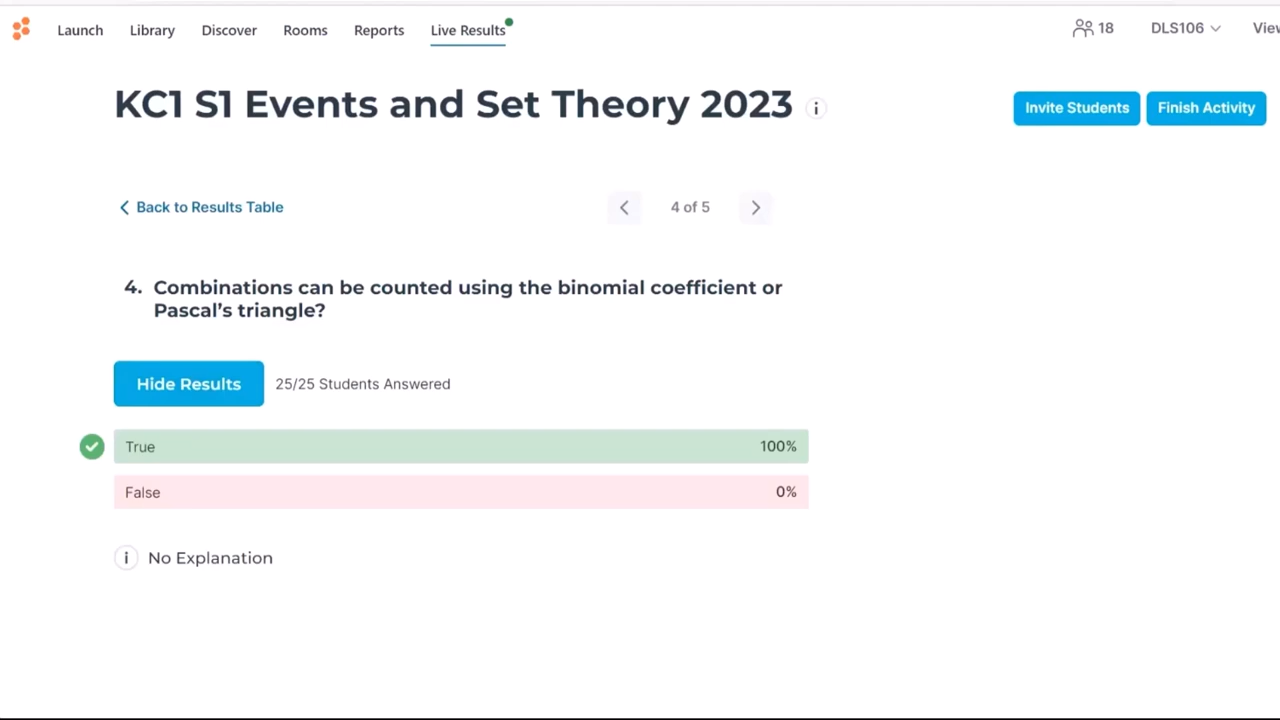 Launch Library Discover Rooms Reports Live Results 18 DLS106
KC1 S1 Events and Set Theory 2023
Invite Students Finish Activity
Back to Results Table 4 of 5
4. Combinations can be counted using the binomial coefficient or
Pascal's triangle?
Hide Results 25/25 Students Answered
True 100%
False 0%
No Explanation